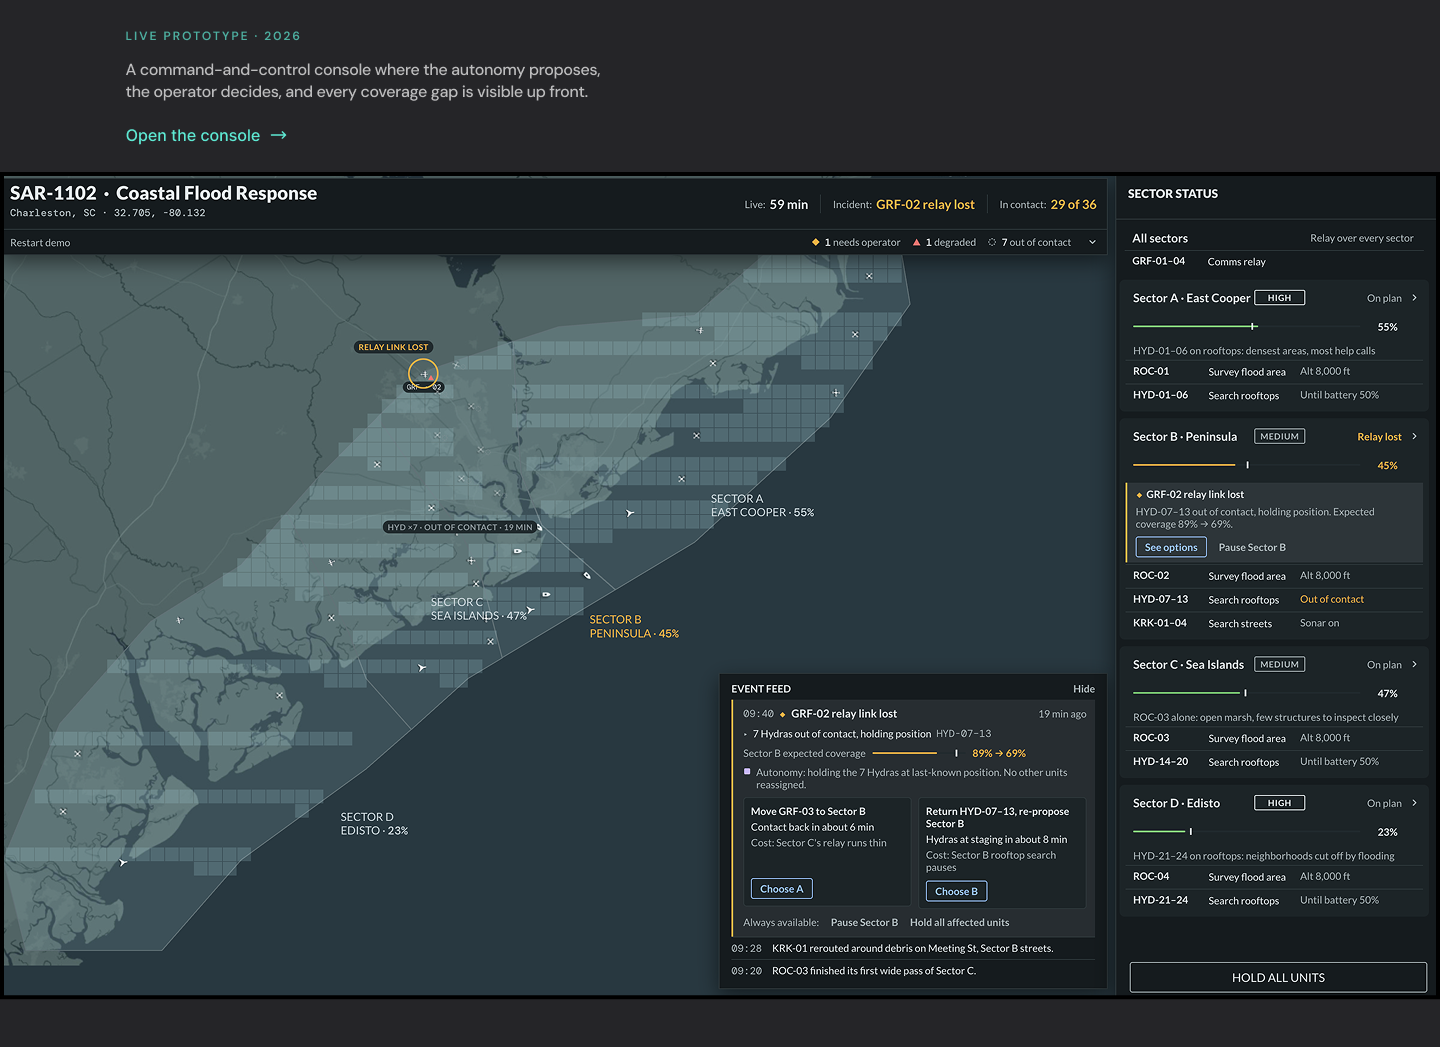 LIVE PROTOTYPE · 2026
A command-and-control console where the autonomy proposes,
the operator decides, and every coverage gap is visible up front.
Open the console →
SAR-1102 · Coastal Flood Response
Charleston, SC · 32.705, -80.132
Live: 59 min
Incident: GRF-02 relay lost
In contact: 29 of 36
Restart demo
1 needs operator
1 degraded
7 out of contact
RELAY LINK LOST
HYD ×7 · OUT OF CONTACT · 19 MIN
SECTOR A
EAST COOPER · 55%
SECTOR C
SEA ISLANDS · 47%
SECTOR B
PENINSULA · 45%
SECTOR D
EDISTO · 23%
EVENT FEED
Hide
09:40 GRF-02 relay link lost
19 min ago
7 Hydras out of contact, holding position HYD-07-13
Sector B expected coverage 89% → 69%
Autonomy: holding the 7 Hydras at last-known position. No other units
reassigned.
Move GRF-03 to Sector B
Contact back in about 6 min
Cost: Sector C's relay runs thin
Choose A
Return HYD-07–13, re-propose
Sector B
Hydras at staging in about 8 min
Cost: Sector B rooftop search
pauses
Choose B
Always available: Pause Sector B Hold all affected units
09:28 KRK-01 rerouted around debris on Meeting St, Sector B streets.
09:20 ROC-03 finished its first wide pass of Sector C.
SECTOR STATUS
All sectors
Relay over every sector
GRF-01–04 Comms relay
Sector A · East Cooper HIGH On plan
55%
HYD-01–06 on rooftops: densest areas, most help calls
ROC-01 Survey flood area Alt 8,000 ft
HYD-01–06 Search rooftops Until battery 50%
Sector B · Peninsula MEDIUM Relay lost
45%
GRF-02 relay link lost
HYD-07–13 out of contact, holding position. Expected
coverage 89% → 69%.
See options Pause Sector B
ROC-02 Survey flood area Alt 8,000 ft
HYD-07–13 Search rooftops Out of contact
KRK-01–04 Search streets Sonar on
Sector C · Sea Islands MEDIUM On plan
47%
ROC-03 alone: open marsh, few structures to inspect closely
ROC-03 Survey flood area Alt 8,000 ft
HYD-14–20 Search rooftops Until battery 50%
Sector D · Edisto HIGH On plan
23%
HYD-21–24 on rooftops: neighborhoods cut off by flooding
ROC-04 Survey flood area Alt 8,000 ft
HYD-21–24 Search rooftops Until battery 50%
HOLD ALL UNITS